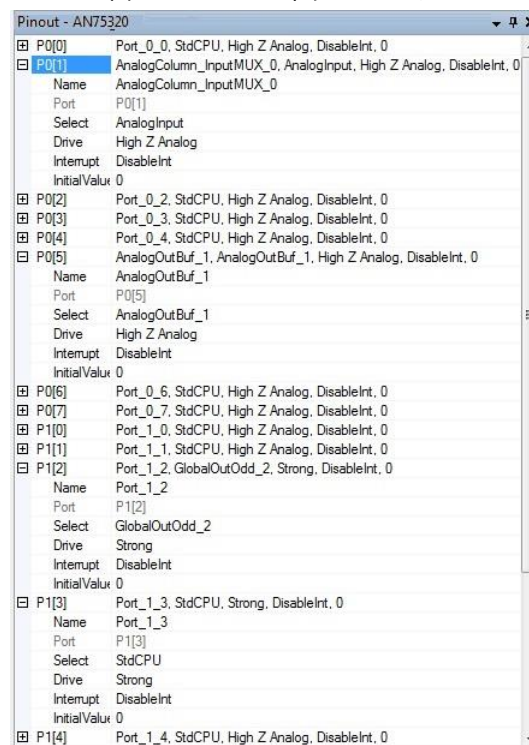 Pinout - AN75320
P0[0] Port_0_0, StdCPU, High Z Analog, DisableInt, 0
P0[1] AnalogColumn_InputMUX_0, AnalogInput, High Z Analog, DisableInt, 0
Name AnalogColumn_InputMUX_0
Port P0[1]
Select AnalogInput
Drive High Z Analog
Interrupt DisableInt
InitialValue 0
P0[2] Port_0_2, StdCPU, High Z Analog, DisableInt, 0
P0[3] Port_0_3, StdCPU, High Z Analog, DisableInt, 0
P0[4] Port_0_4, StdCPU, High Z Analog, DisableInt, 0
P0[5] AnalogOutBuf_1, AnalogOutBuf_1, High Z Analog, DisableInt, 0
Name AnalogOutBuf_1
Port P0[5]
Select AnalogOutBuf_1
Drive High Z Analog
Interrupt DisableInt
InitialValue 0
P0[6] Port_0_6, StdCPU, High Z Analog, DisableInt, 0
P0[7] Port_0_7, StdCPU, High Z Analog, DisableInt, 0
P1[0] Port_1_0, StdCPU, High Z Analog, DisableInt, 0
P1[1] Port_1_1, StdCPU, High Z Analog, DisableInt, 0
P1[2] Port_1_2, GlobalOutOdd_2, Strong, DisableInt, 0
Name Port_1_2
Port P1[2]
Select GlobalOutOdd_2
Drive Strong
Interrupt DisableInt
InitialValue 0
P1[3] Port_1_3, StdCPU, Strong, DisableInt, 0
Name Port_1_3
Port P1[3]
Select StdCPU
Drive Strong
Interrupt DisableInt
InitialValue 0
P1[4] Port_1_4, StdCPU, High Z Analog, DisableInt, 0